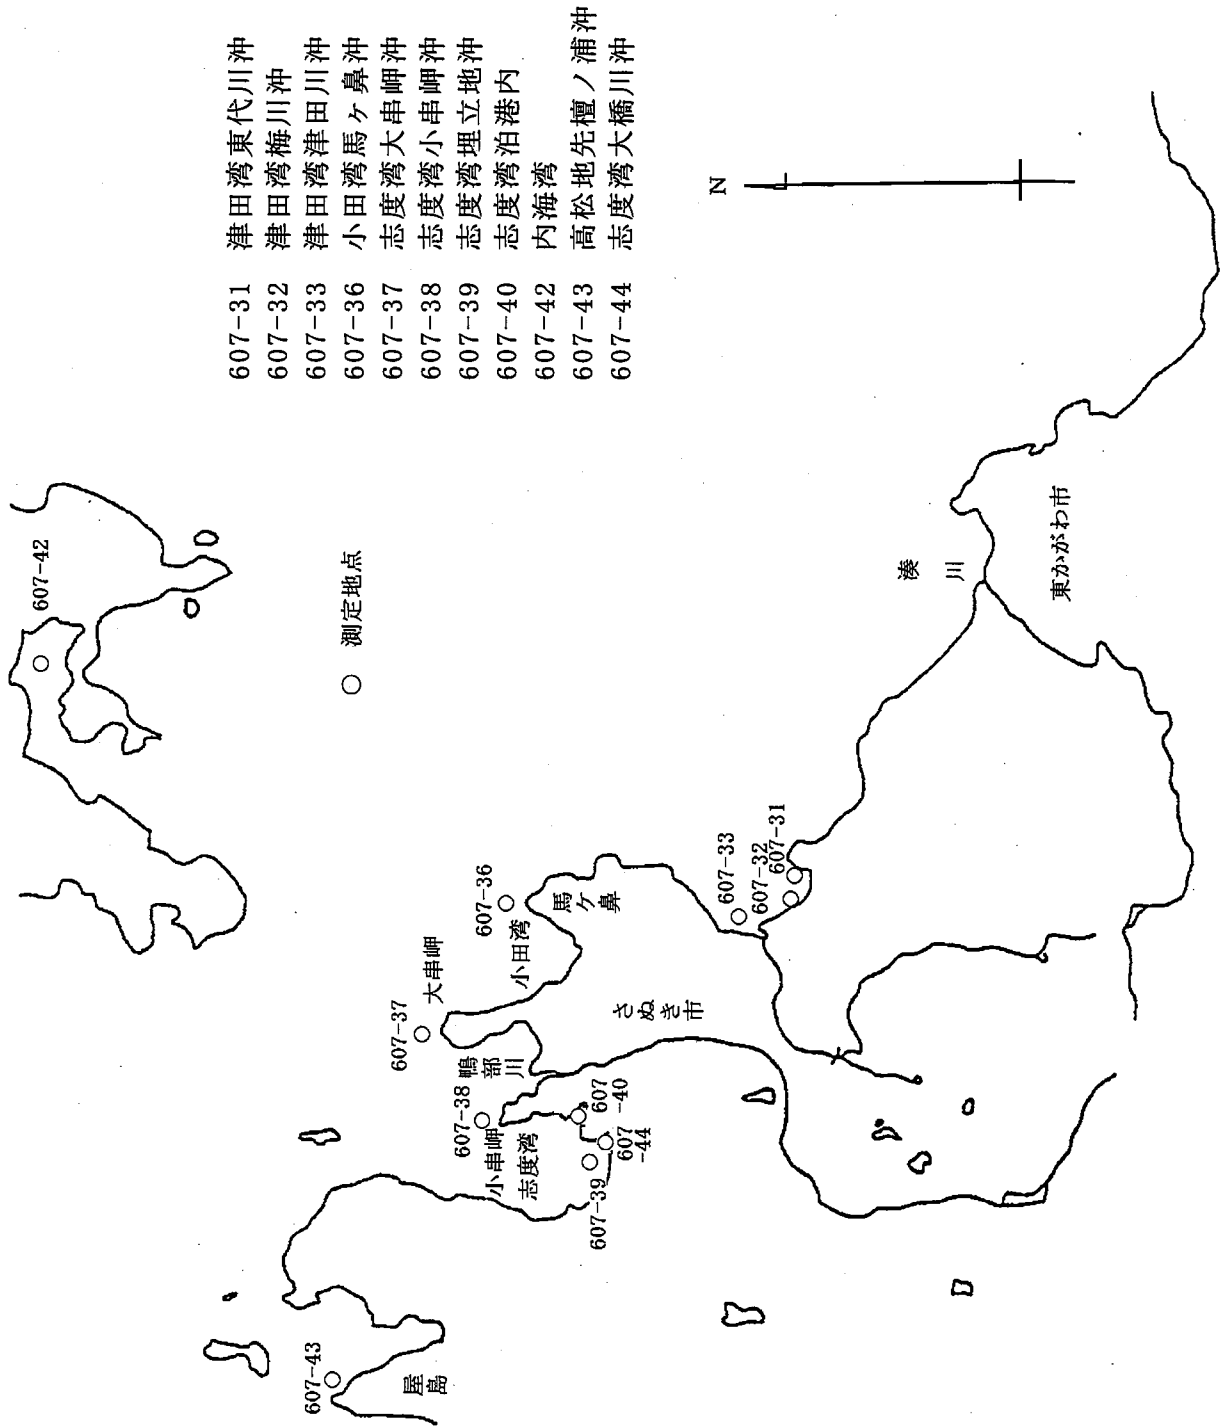 607-31 津田湾東代川沖
607-32 津田湾梅川沖
607-33 津田湾津田川沖
607-36 小田湾馬ヶ鼻沖
607-37 志度湾大串岬沖
607-38 志度湾小串岬沖
607-39 志度湾埋立地沖
607-40 志度湾泊港内
607-42 内海湾
607-43 高松地先檀ノ浦沖
607-44 志度湾大橋川沖
N
607-42
○ 測定地点
607-43
屋島
607-38
小串岬
志度湾
607-39
607
-44
607
-40
607-37
大串岬
鴨部川
607-36
小田湾
馬ケ鼻
さぬき市
607-33
607-32
607-31
湊川
東かがわ市